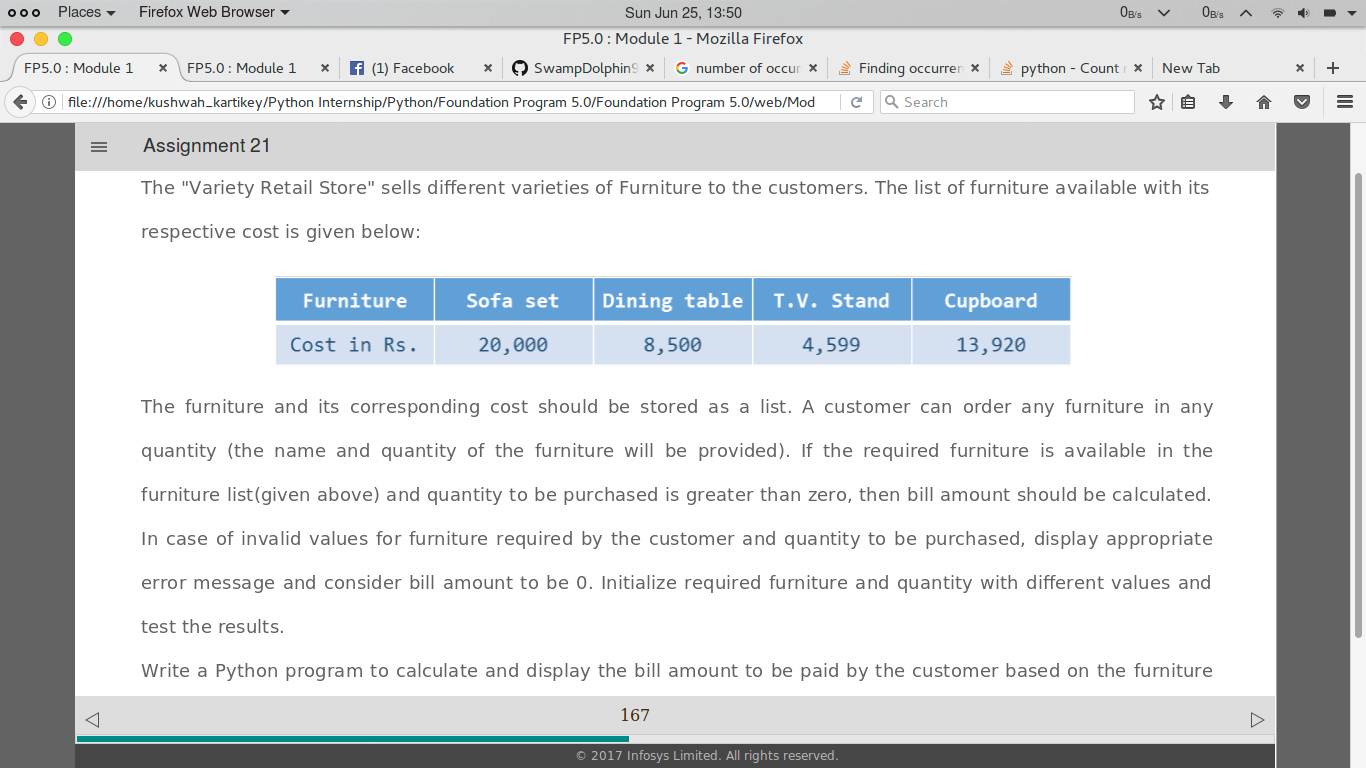 Places Firefox Web Browser Sun Jun 25, 13:50 0B/s 0B/s
FP5.0 : Module 1 - Mozilla Firefox
FP5.0 : Module 1 FP5.0 : Module 1 (1) Facebook SwampDolphin9 number of occur Finding occurren python - Count New Tab
file:///home/kushwah_kartikey/Python Internship/Python/Foundation Program 5.0/Foundation Program 5.0/web/Mod Search
Assignment 21
The "Variety Retail Store" sells different varieties of Furniture to the customers. The list of furniture available with its
respective cost is given below:
Furniture Sofa set Dining table T.V. Stand Cupboard
Cost in Rs. 20,000 8,500 4,599 13,920
The furniture and its corresponding cost should be stored as a list. A customer can order any furniture in any
quantity (the name and quantity of the furniture will be provided). If the required furniture is available in the
furniture list(given above) and quantity to be purchased is greater than zero, then bill amount should be calculated.
In case of invalid values for furniture required by the customer and quantity to be purchased, display appropriate
error message and consider bill amount to be 0. Initialize required furniture and quantity with different values and
test the results.
Write a Python program to calculate and display the bill amount to be paid by the customer based on the furniture
167
© 2017 Infosys Limited. All rights reserved.